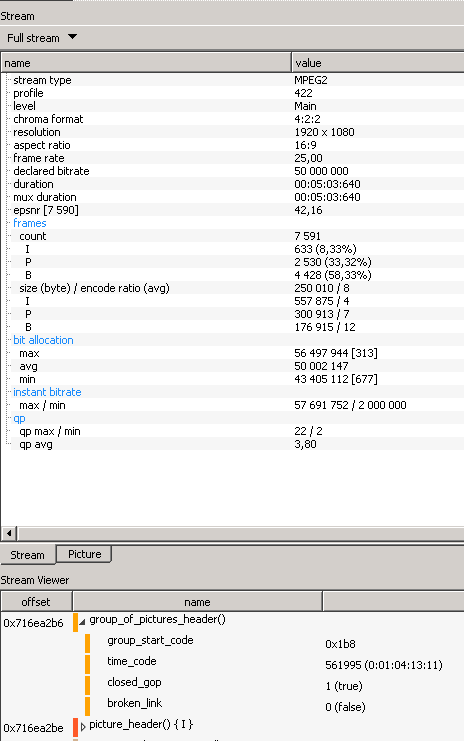 Stream
Full stream
name value
stream type MPEG2
profile 422
level Main
chroma format 4:2:2
resolution 1920 x 1080
aspect ratio 16:9
frame rate 25,00
declared bitrate 50 000 000
duration 00:05:03:640
mux duration 00:05:03:640
epsnr [7 590] 42,16
frames
count 7 591
I 633 (8,33%)
P 2 530 (33,32%)
B 4 428 (58,33%)
size (byte) / encode ratio (avg) 250 010 / 8
I 557 875 / 4
P 300 913 / 7
B 176 915 / 12
bit allocation
max 56 497 944 [313]
avg 50 002 147
min 43 405 112 [677]
instant bitrate
max / min 57 691 752 / 2 000 000
qp
qp max / min 22 / 2
qp avg 3,80
Stream Picture
Stream Viewer
offset name
0x716ea2b6 group_of_pictures_header()
group_start_code 0x1b8
time_code 561995 (0:01:04:13:11)
closed_gop 1 (true)
broken_link 0 (false)
0x716ea2be picture_header() { I }